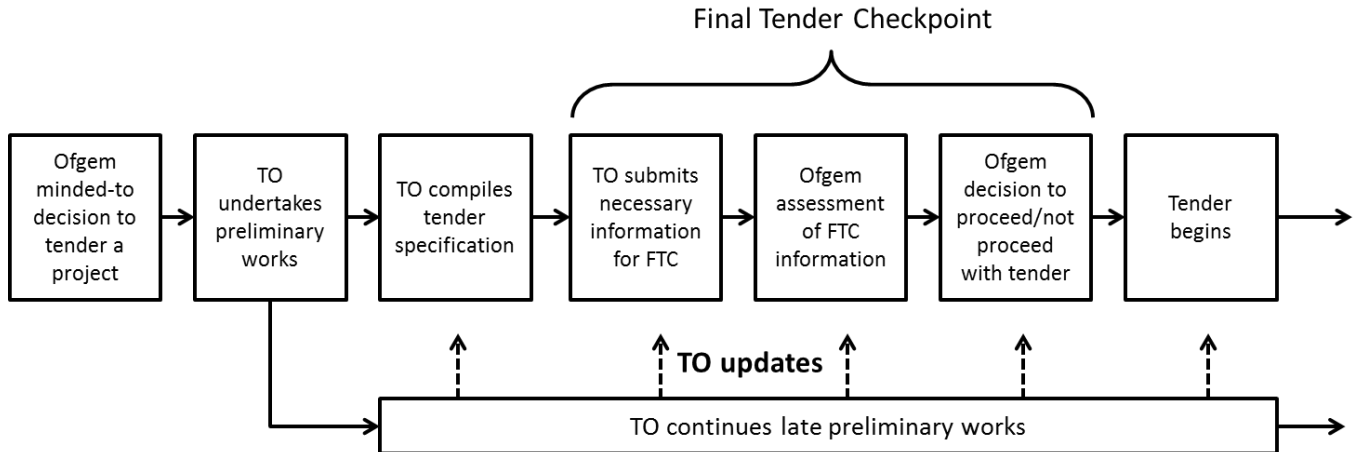 Final Tender Checkpoint
Ofgem
minded-to
decision to
tender a
project
TO
undertakes
preliminary
works
TO compiles
tender
specification
TO submits
necessary
information
for FTC
Ofgem
assessment
of FTC
information
Ofgem
decision to
proceed/not
proceed
with tender
Tender
begins
TO updates
TO continues late preliminary works